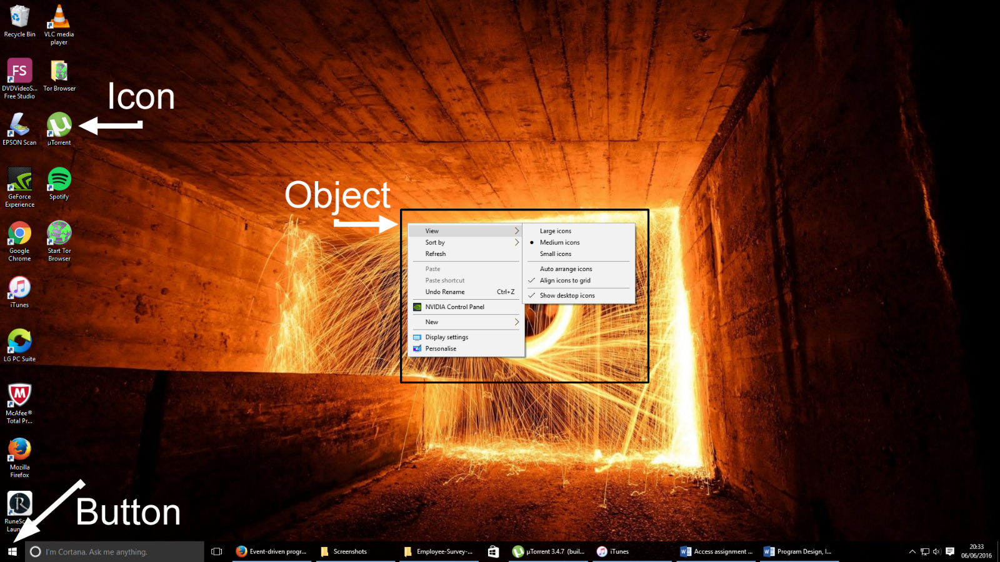 Recycle Bin
VLC media
player
FS
DVDVideoS...
Free Studio
Tor Browser
Icon
EPSON Scan
µTorrent
GeForce
Experience
Spotify
Object
Google
Chrome
Start Tor
Browser
iTunes
LG PC Suite
McAfee®
Total Pr...
Mozilla
Firefox
Button
View
Sort by
Refresh
Paste
Paste shortcut
Undo Rename Ctrl+Z
NVIDIA Control Panel
New
Display settings
Personalise
Large icons
Medium icons
Small icons
Auto arrange icons
Align icons to grid
Show desktop icons
I'm Cortana. Ask me anything.
Event-driven progr...
Screenshots
Employee-Survey-...
µTorrent 3.4.7 (buil...
iTunes
Access assignment ...
Program Design, I...
20:33
06/06/2016